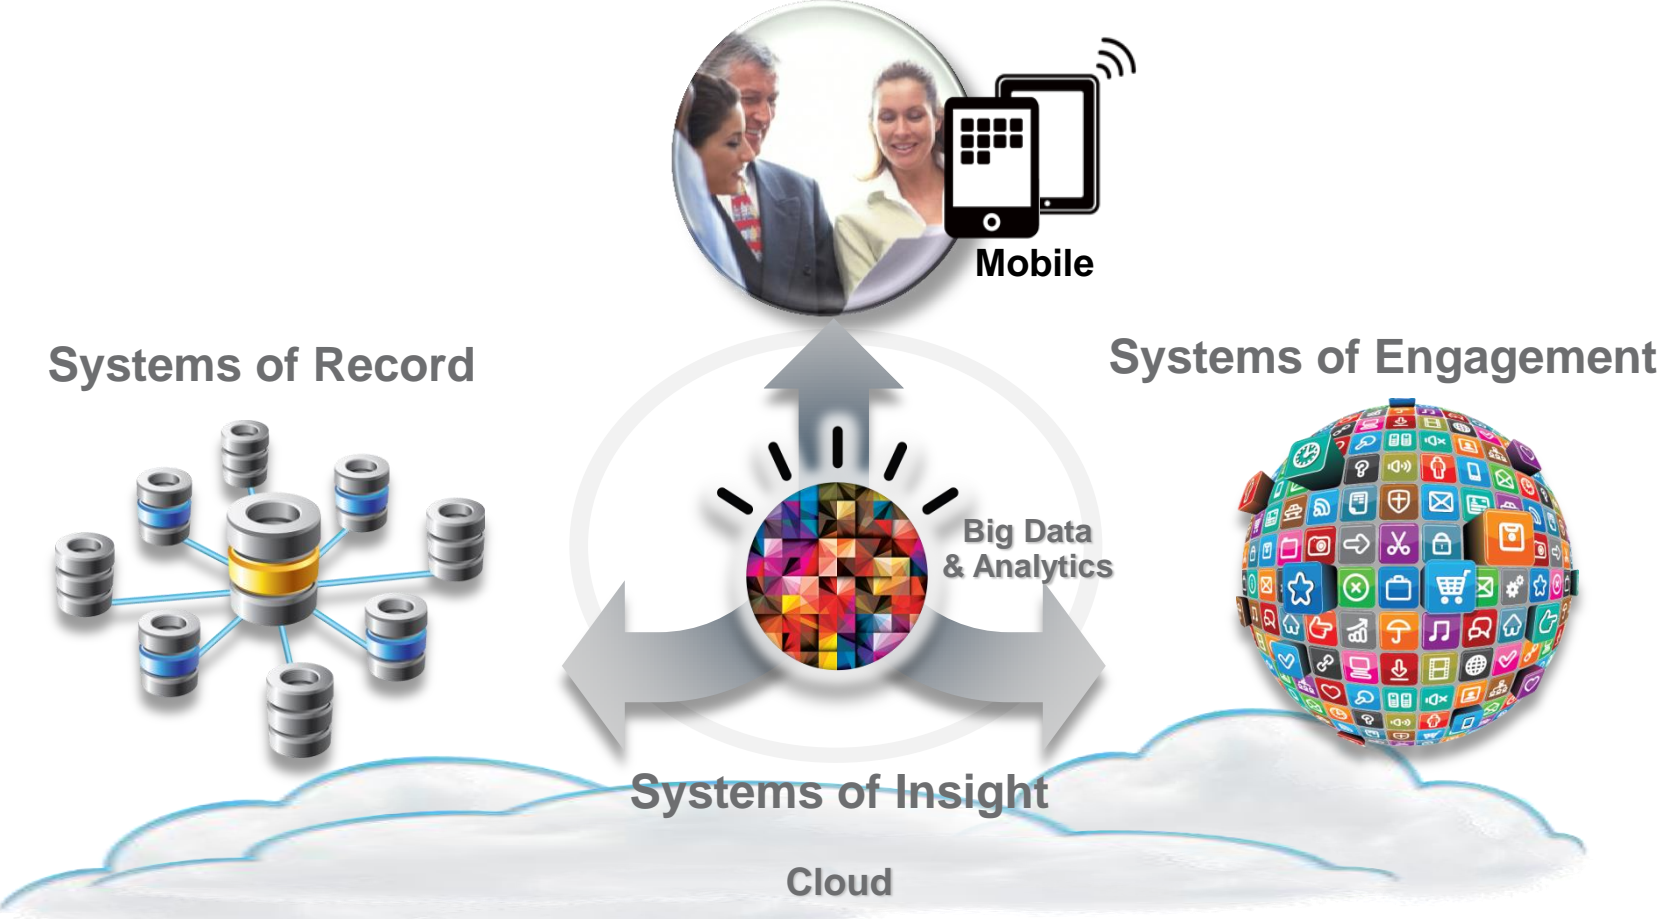 Mobile
Systems of Record
Systems of Engagement
Big Data
& Analytics
Systems of Insight
Cloud